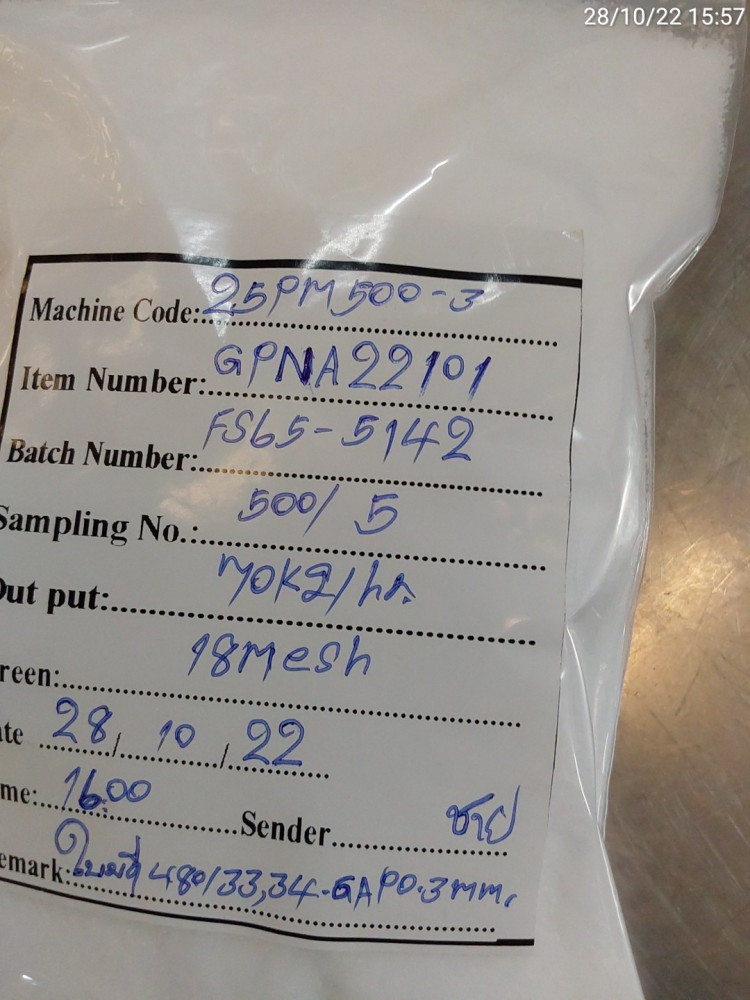 28/10/22 15:57
Machine Code: 25PM500-3
Item Number: GPNA22101
Batch Number: FS65-5142
Sampling No.: 500/5
Out put: 70Kg/hr.
reen: 18Mesh
ate 28/10/22
me: 16.00 Sender ชาย
emark: ใบมีด 480/33,34.GAP0.3mm.